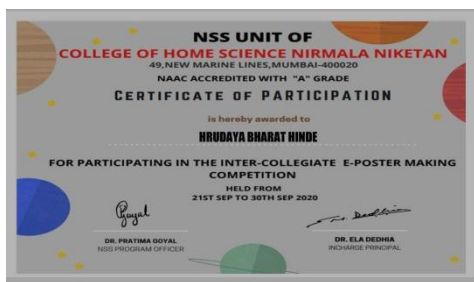 NSS UNIT OF
COLLEGE OF HOME SCIENCE NIRMALA NIKETAN
49,NEW MARINE LINES,MUMBAI-400020
NAAC ACCREDITED WITH "A" GRADE
CERTIFICATE OF PARTICIPATION
is hereby awarded to
HRUDAYA BHARAT HINDE
FOR PARTICIPATING IN THE INTER-COLLEGIATE E-POSTER MAKING
COMPETITION
HELD FROM
21ST SEP TO 30TH SEP 2020
Goyal
DR. PRATIMA GOYAL
NSS PROGRAM OFFICER
DR. ELA DEDHIA
INCHARGE PRINCIPAL